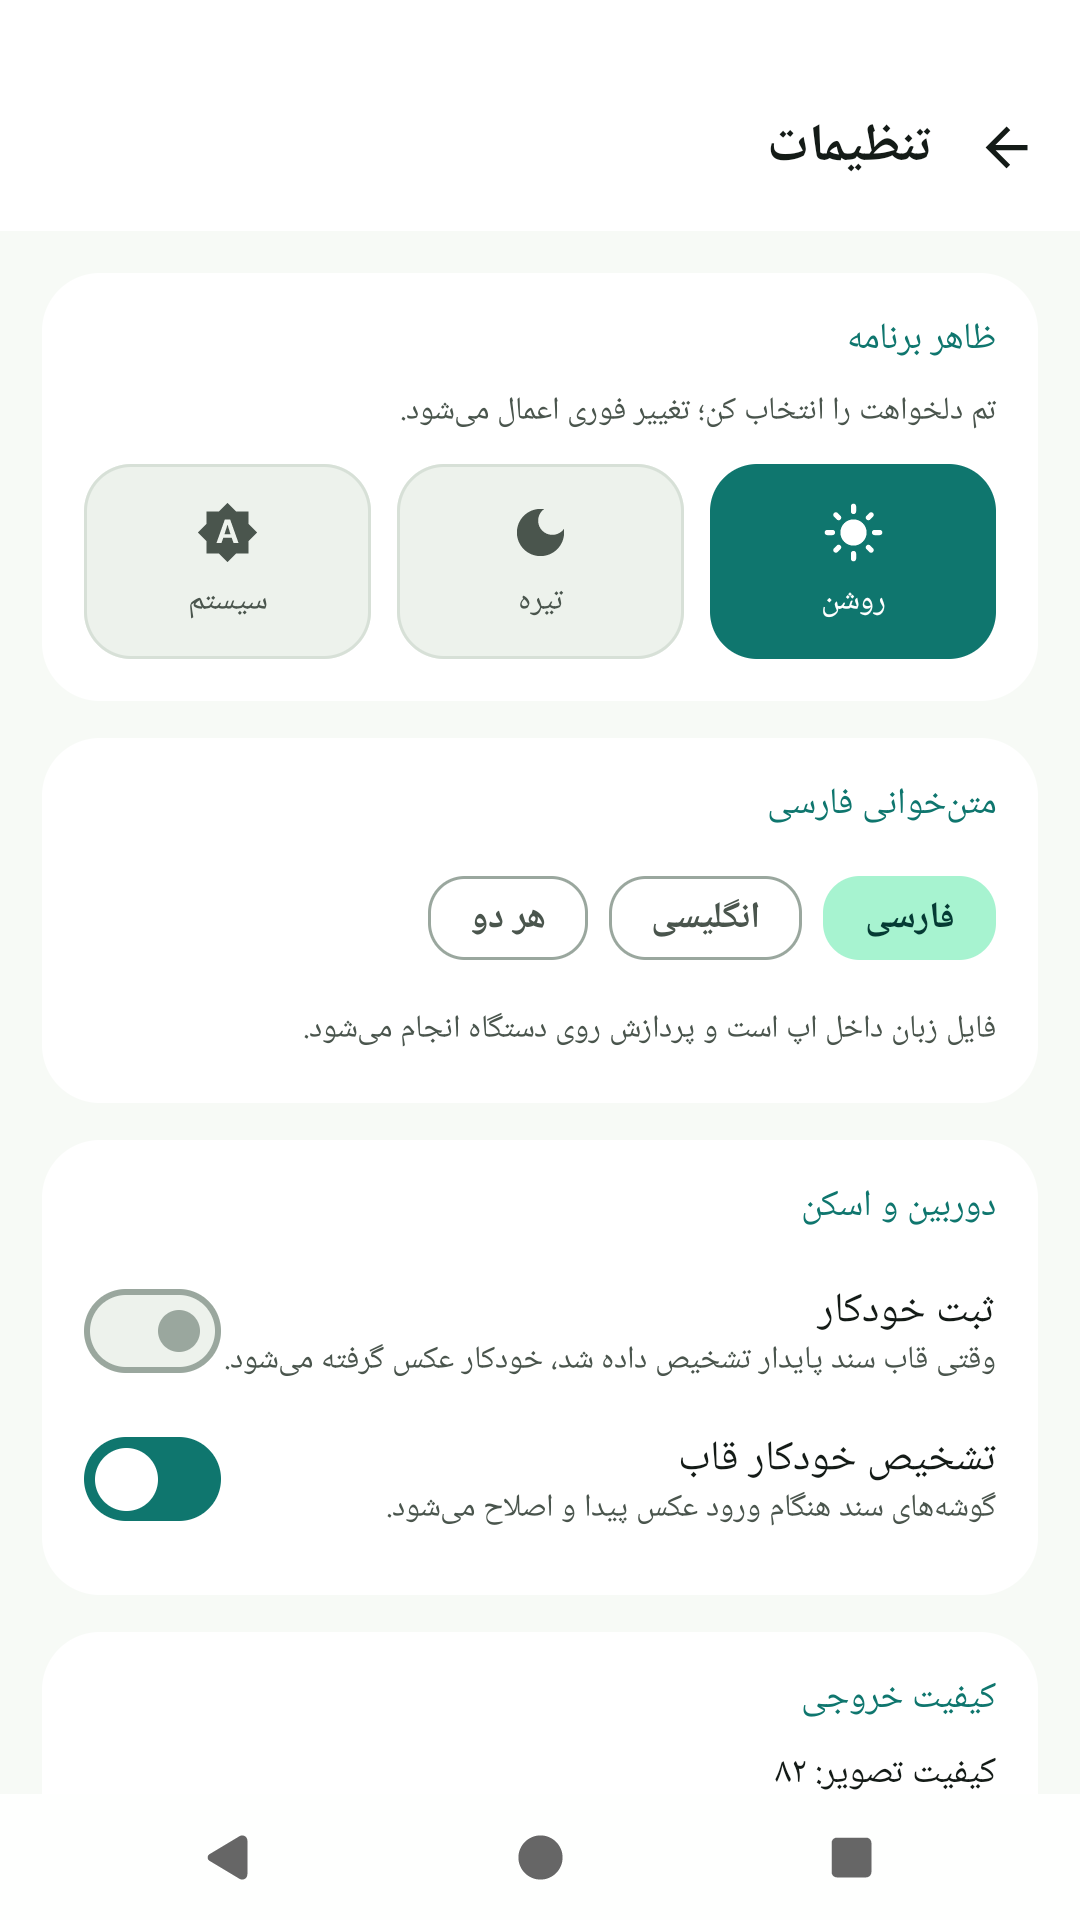 تنظیمات
ظاهر برنامه
تم دلخواهت را انتخاب کن؛ تغییر فوری اعمال می‌شود.
روشن
تیره
A
سیستم
متن‌خوانی فارسی
فارسی
انگلیسی
هر دو
فایل زبان داخل اپ است و پردازش روی دستگاه انجام می‌شود.
دوربین و اسکن
ثبت خودکار
وقتی قاب سند پایدار تشخیص داده شد، خودکار عکس گرفته می‌شود.
تشخیص خودکار قاب
گوشه‌های سند هنگام ورود عکس پیدا و اصلاح می‌شود.
کیفیت خروجی
کیفیت تصویر: ۸۲